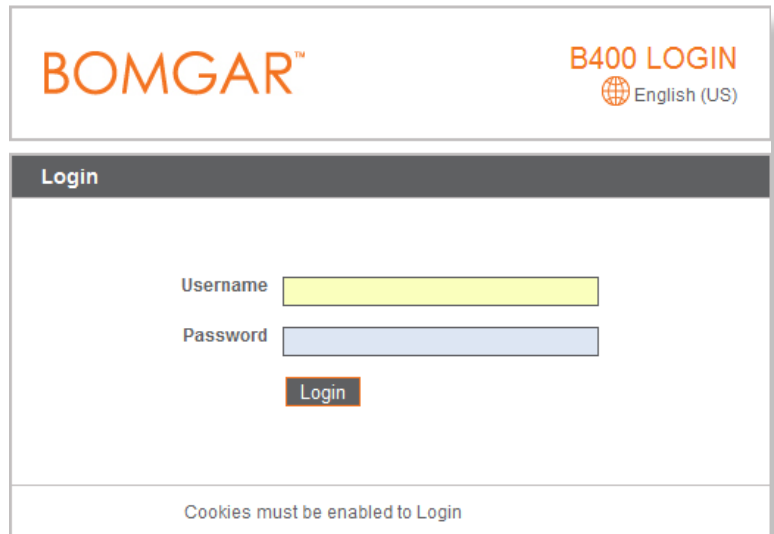 BOMGAR™
B400 LOGIN
English (US)
Login
Username
Password
Login
Cookies must be enabled to Login